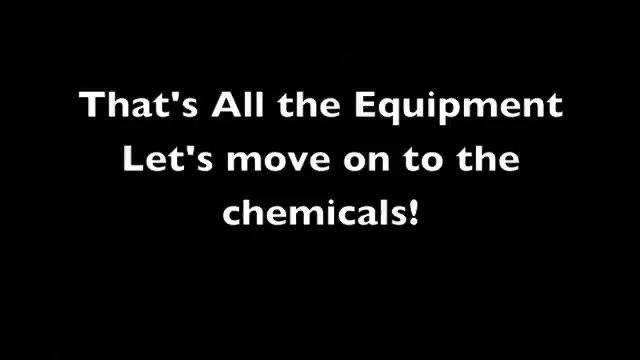 That's All the Equipment
Let's move on to the
chemicals!